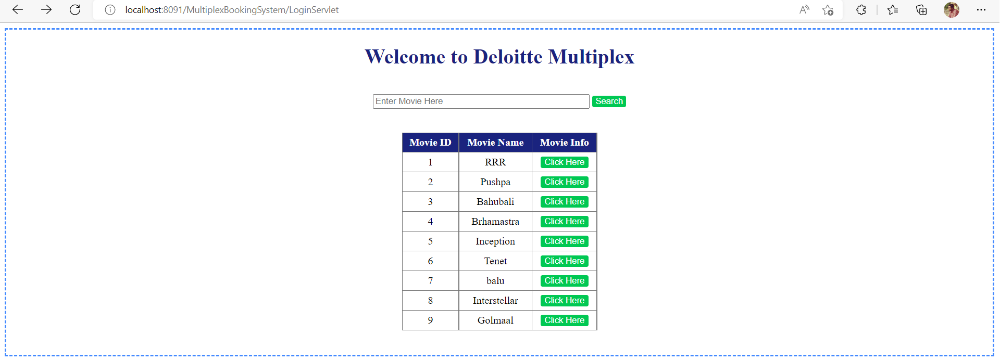 localhost:8091/MultiplexBookingSystem/LoginServlet
Welcome to Deloitte Multiplex
Enter Movie Here Search
Movie ID Movie Name Movie Info
1 RRR Click Here
2 Pushpa Click Here
3 Bahubali Click Here
4 Brhamastra Click Here
5 Inception Click Here
6 Tenet Click Here
7 balu Click Here
8 Interstellar Click Here
9 Golmaal Click Here